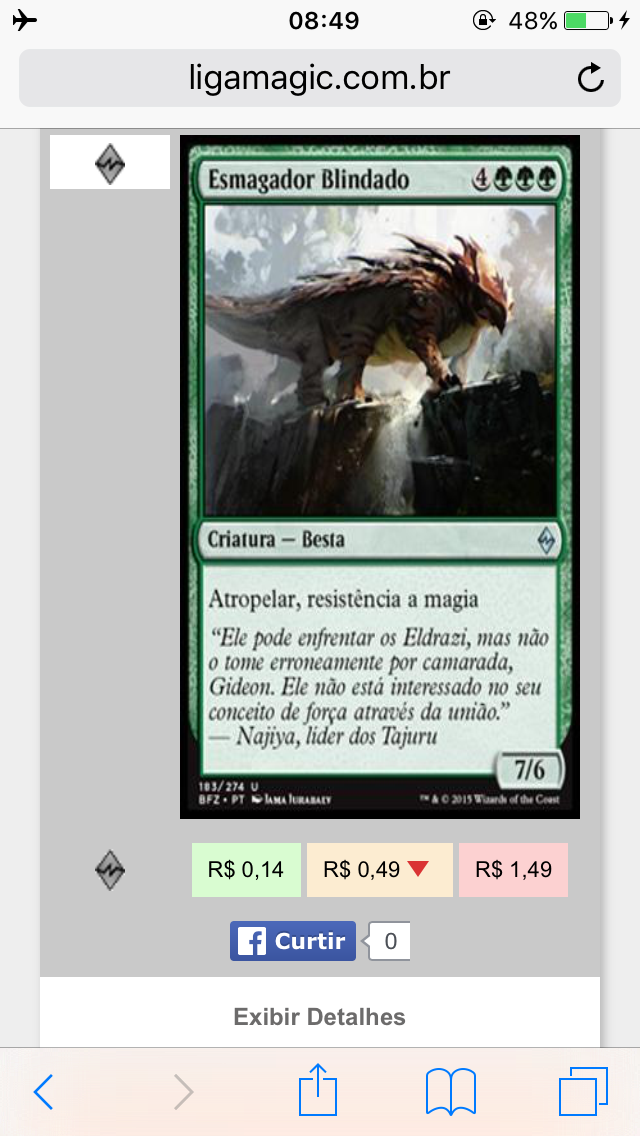 08:49
48%
ligamagic.com.br
Esmagador Blindado
4
Criatura — Besta
Atropelar, resistência a magia
“Ele pode enfrentar os Eldrazi, mas não
o tome erroneamente por camarada,
Gideon. Ele não está interessado no seu
conceito de força através da união.”
— Najiya, líder dos Tajuru
7/6
183/274 U
BFZ • PT Iama Jurabaev
™ & © 2015 Wizards of the Coast
R$ 0,14
R$ 0,49
R$ 1,49
Curtir
0
Exibir Detalhes